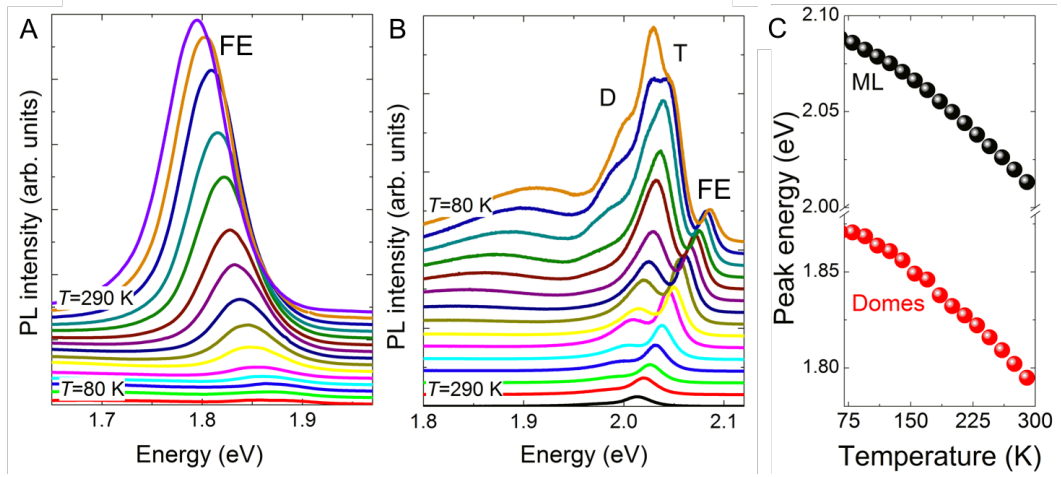 A
FE
T=290 K
T=80 K
PL intensity (arb. units)
1.7
1.8
1.9
Energy (eV)
B
D
T
FE
T=80 K
T=290 K
PL intensity (arb. units)
1.8
1.9
2.0
2.1
Energy (eV)
C
2.10
2.05
2.00
1.85
1.80
Peak energy (eV)
ML
Domes
75
150
225
300
Temperature (K)